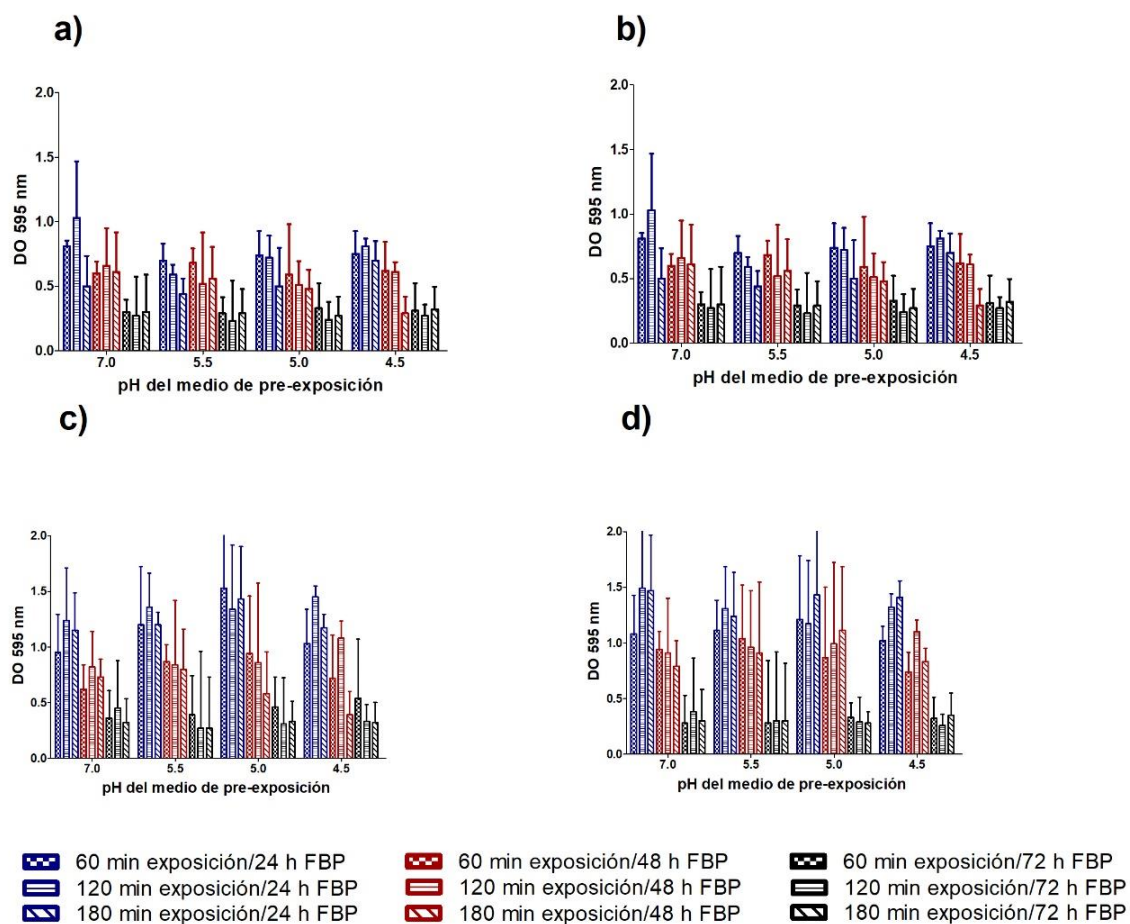 a)
2.0
1.5
1.0
0.5
0.0
DO 595 nm
7.0 5.5 5.0 4.5
pH del medio de pre-exposición
b)
2.0
1.5
1.0
0.5
0.0
DO 595 nm
7.0 5.5 5.0 4.5
pH del medio de pre-exposición
c)
2.0
1.5
1.0
0.5
0.0
DO 595 nm
7.0 5.5 5.0 4.5
pH del medio de pre-exposición
d)
2.0
1.5
1.0
0.5
0.0
DO 595 nm
7.0 5.5 5.0 4.5
pH del medio de pre-exposición
60 min exposición/24 h FBP
120 min exposición/24 h FBP
180 min exposición/24 h FBP
60 min exposición/48 h FBP
120 min exposición/48 h FBP
180 min exposición/48 h FBP
60 min exposición/72 h FBP
120 min exposición/72 h FBP
180 min exposición/72 h FBP